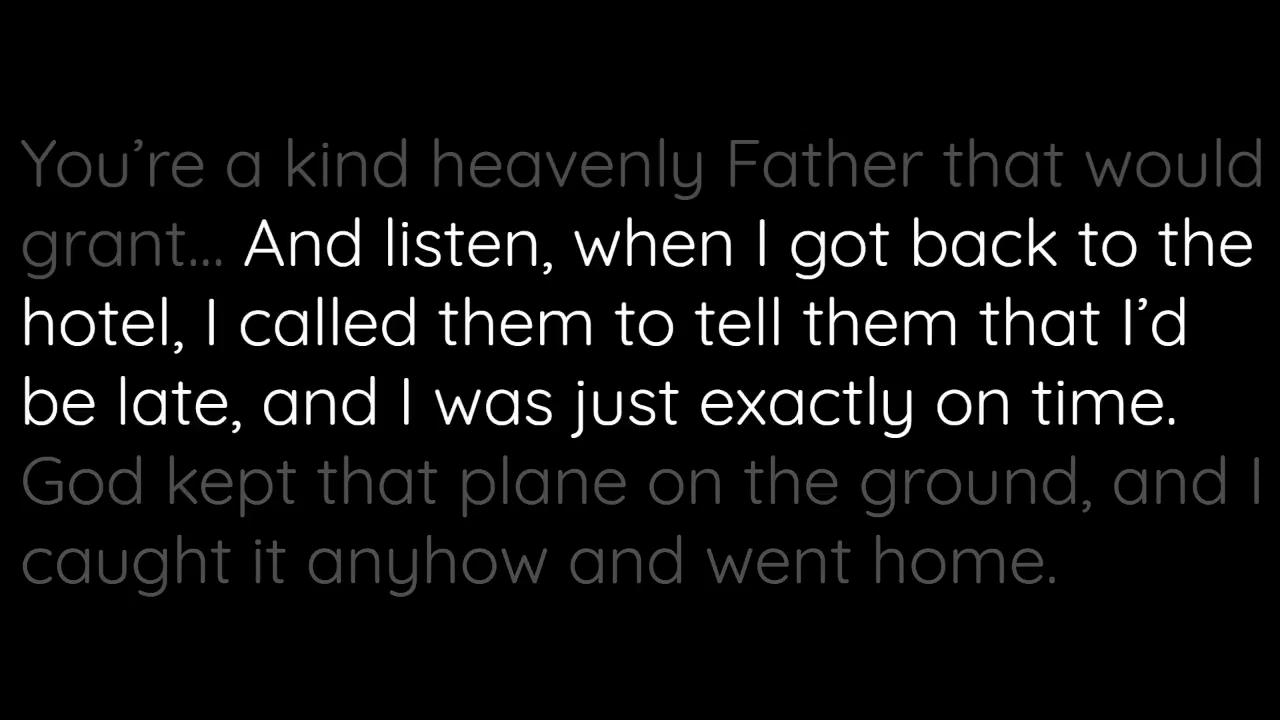 You’re a kind heavenly Father that would
grant... And listen, when I got back to the
hotel, I called them to tell them that I’d
be late, and I was just exactly on time.
God kept that plane on the ground, and I
caught it anyhow and went home.